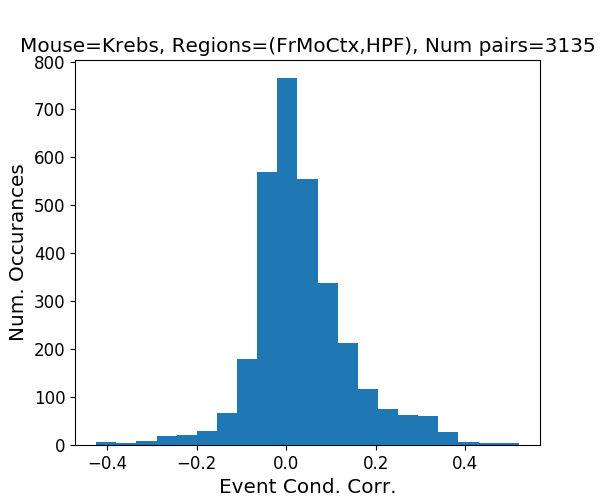 Mouse=Krebs, Regions=(FrMoCtx,HPF), Num pairs=3135
800
700
600
500
400
300
200
100
0
Num. Occurances
−0.4 −0.2 0.0 0.2 0.4
Event Cond. Corr.